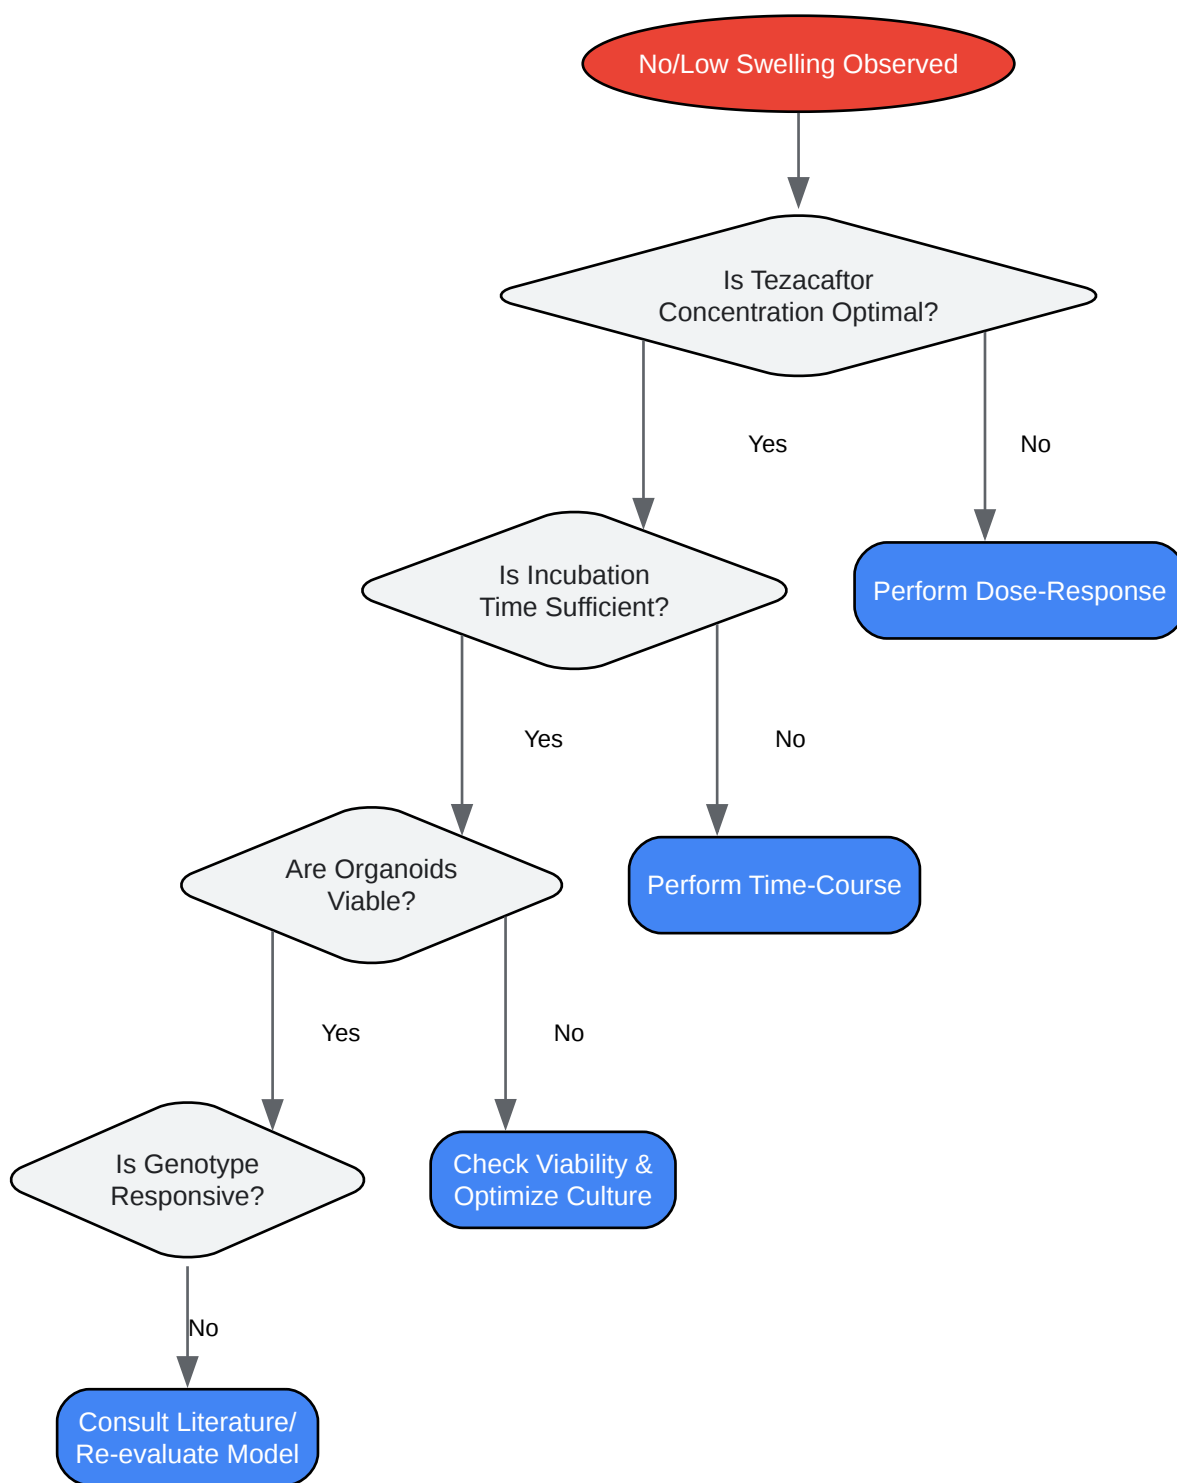 No/Low Swelling Observed
Is Tezacaftor
Concentration Optimal?
Yes
No
Is Incubation
Time Sufficient?
Perform Dose-Response
Yes
No
Are Organoids
Viable?
Perform Time-Course
Yes
No
Is Genotype
Responsive?
Check Viability &
Optimize Culture
No
Consult Literature/
Re-evaluate Model